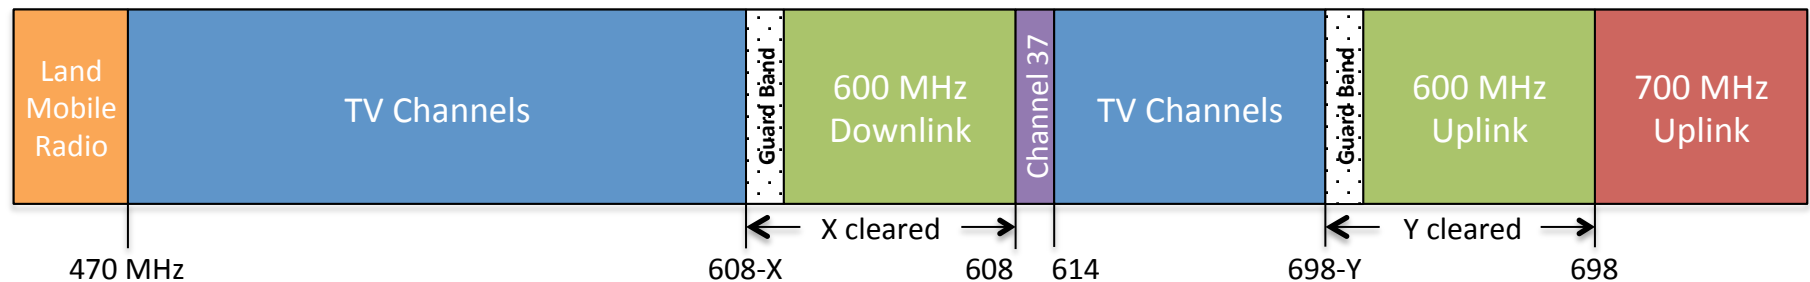 Land
Mobile
Radio
TV Channels
Guard Band
600 MHz
Downlink
Channel 37
TV Channels
Guard Band
600 MHz
Uplink
700 MHz
Uplink
X cleared
Y cleared
470 MHz
608-X
608
614
698-Y
698